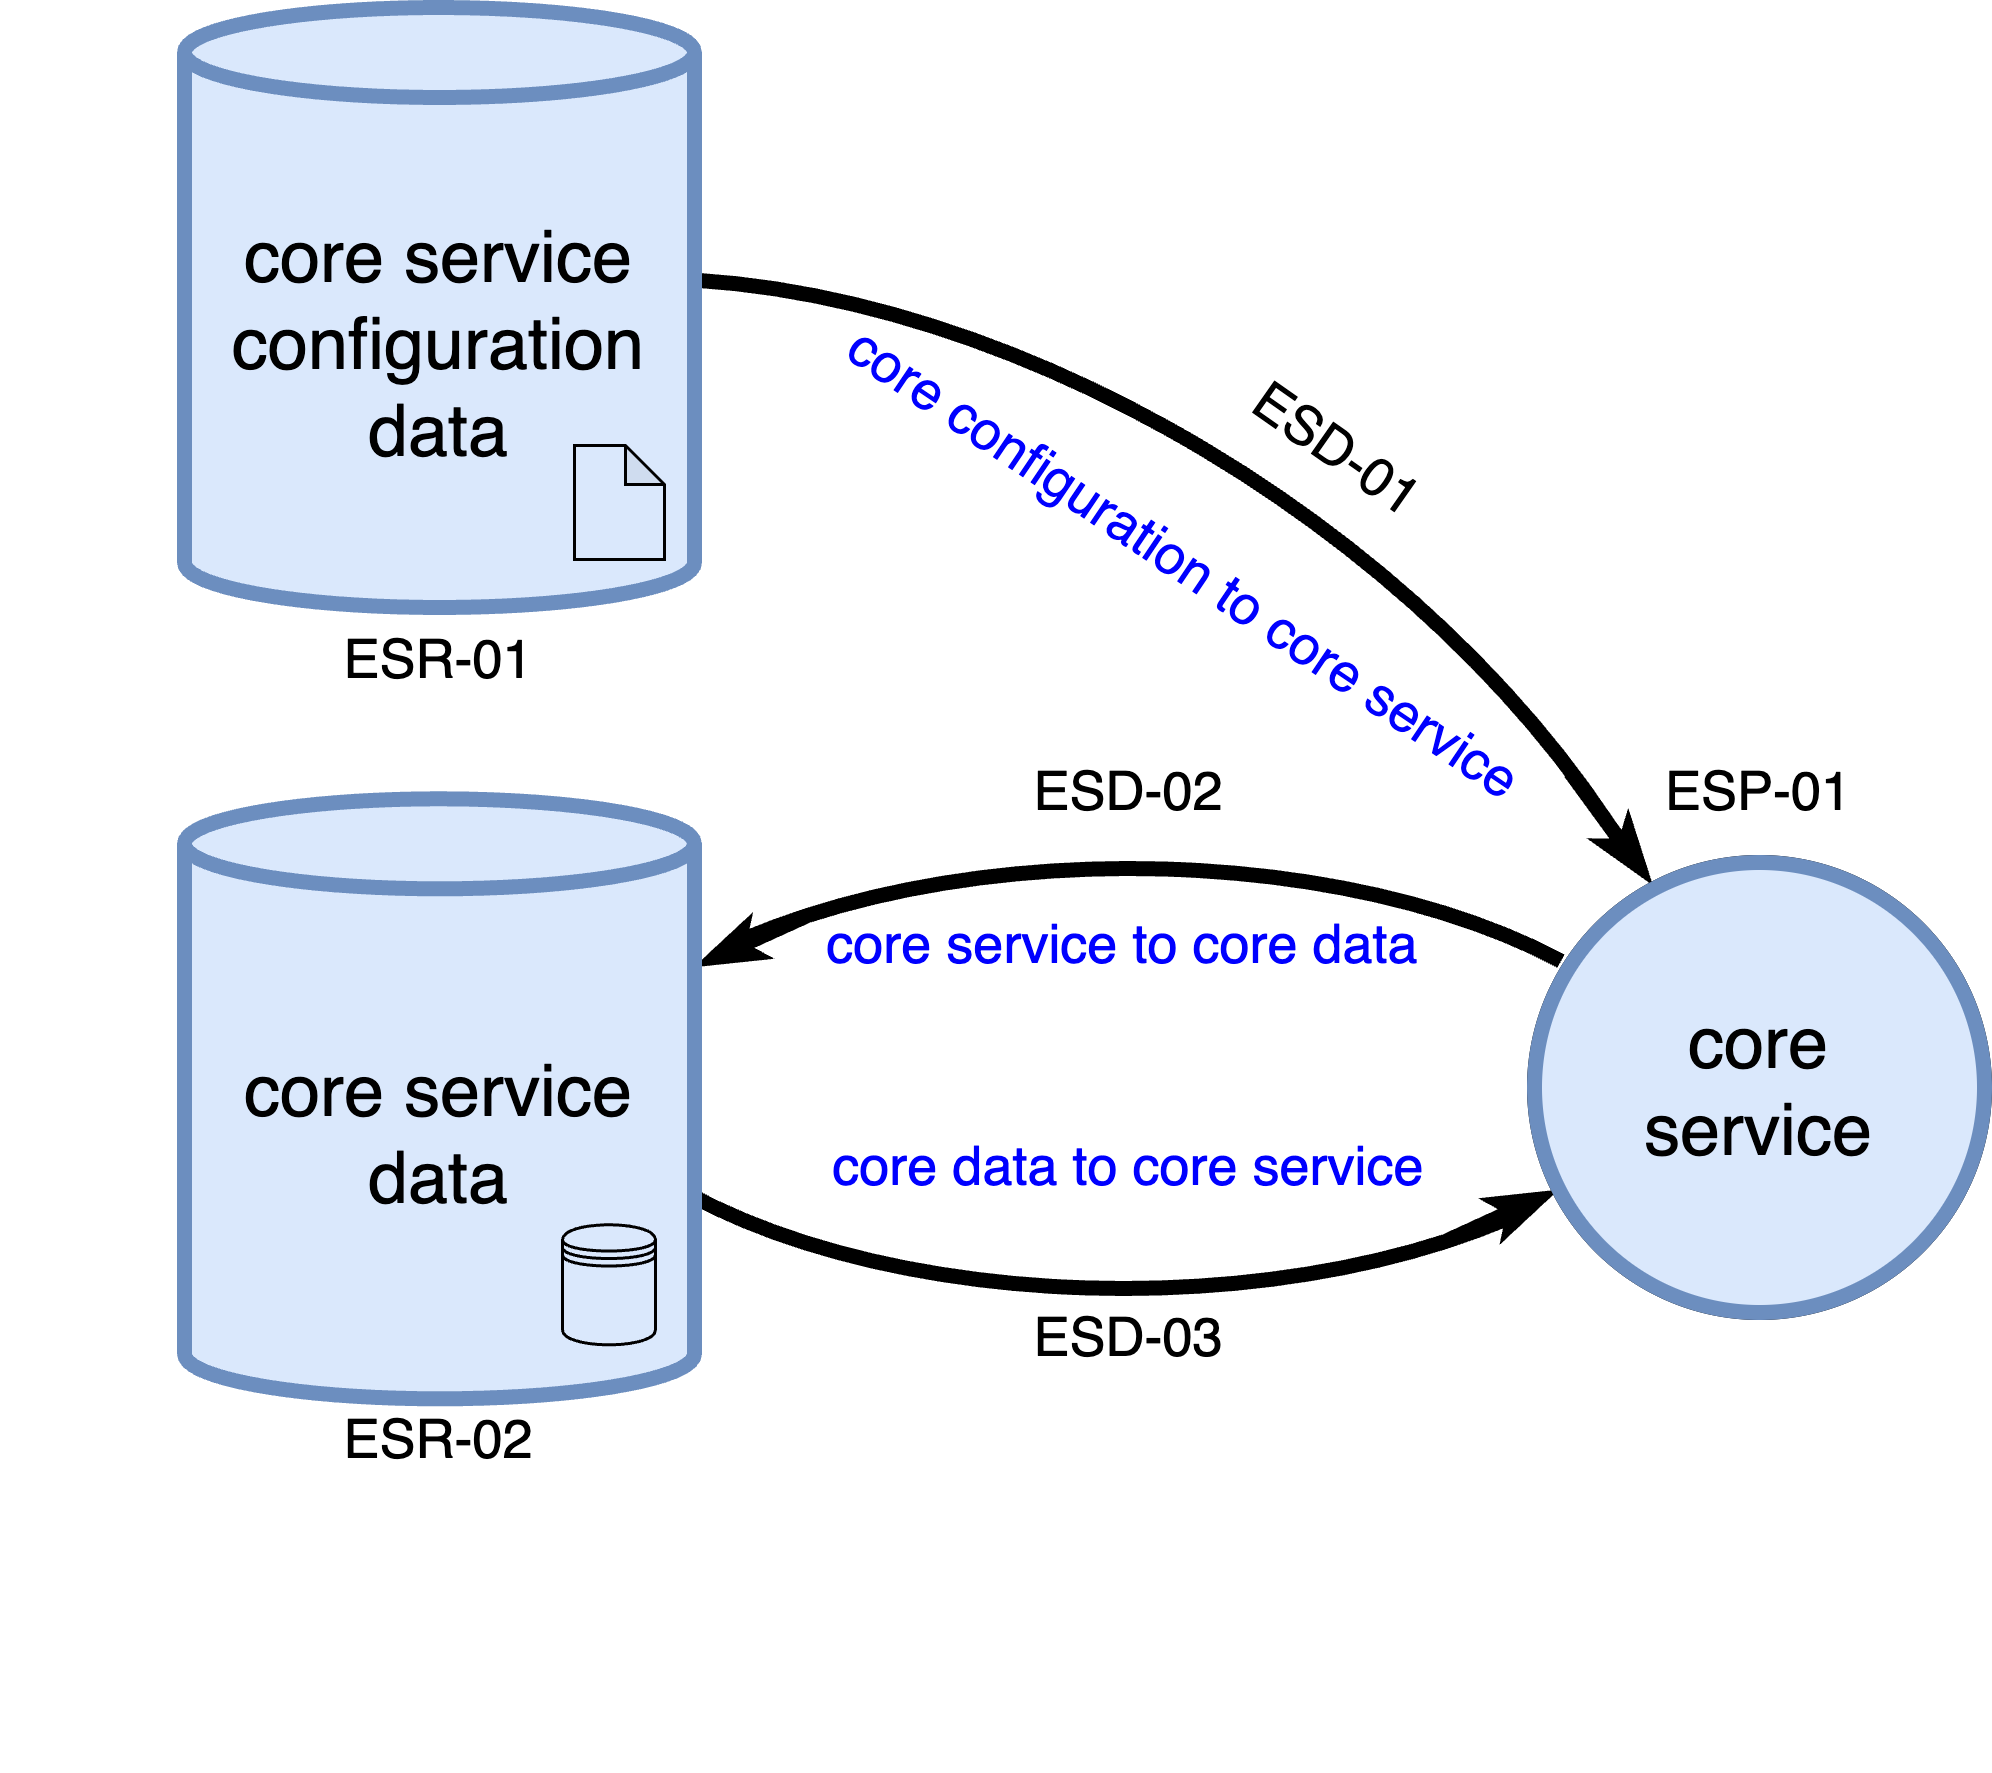 core service
configuration
data
ESR-01
ESD-01
core configuration to core service
ESD-02
ESP-01
core service to core data
core
service
core service
data
core data to core service
ESD-03
ESR-02